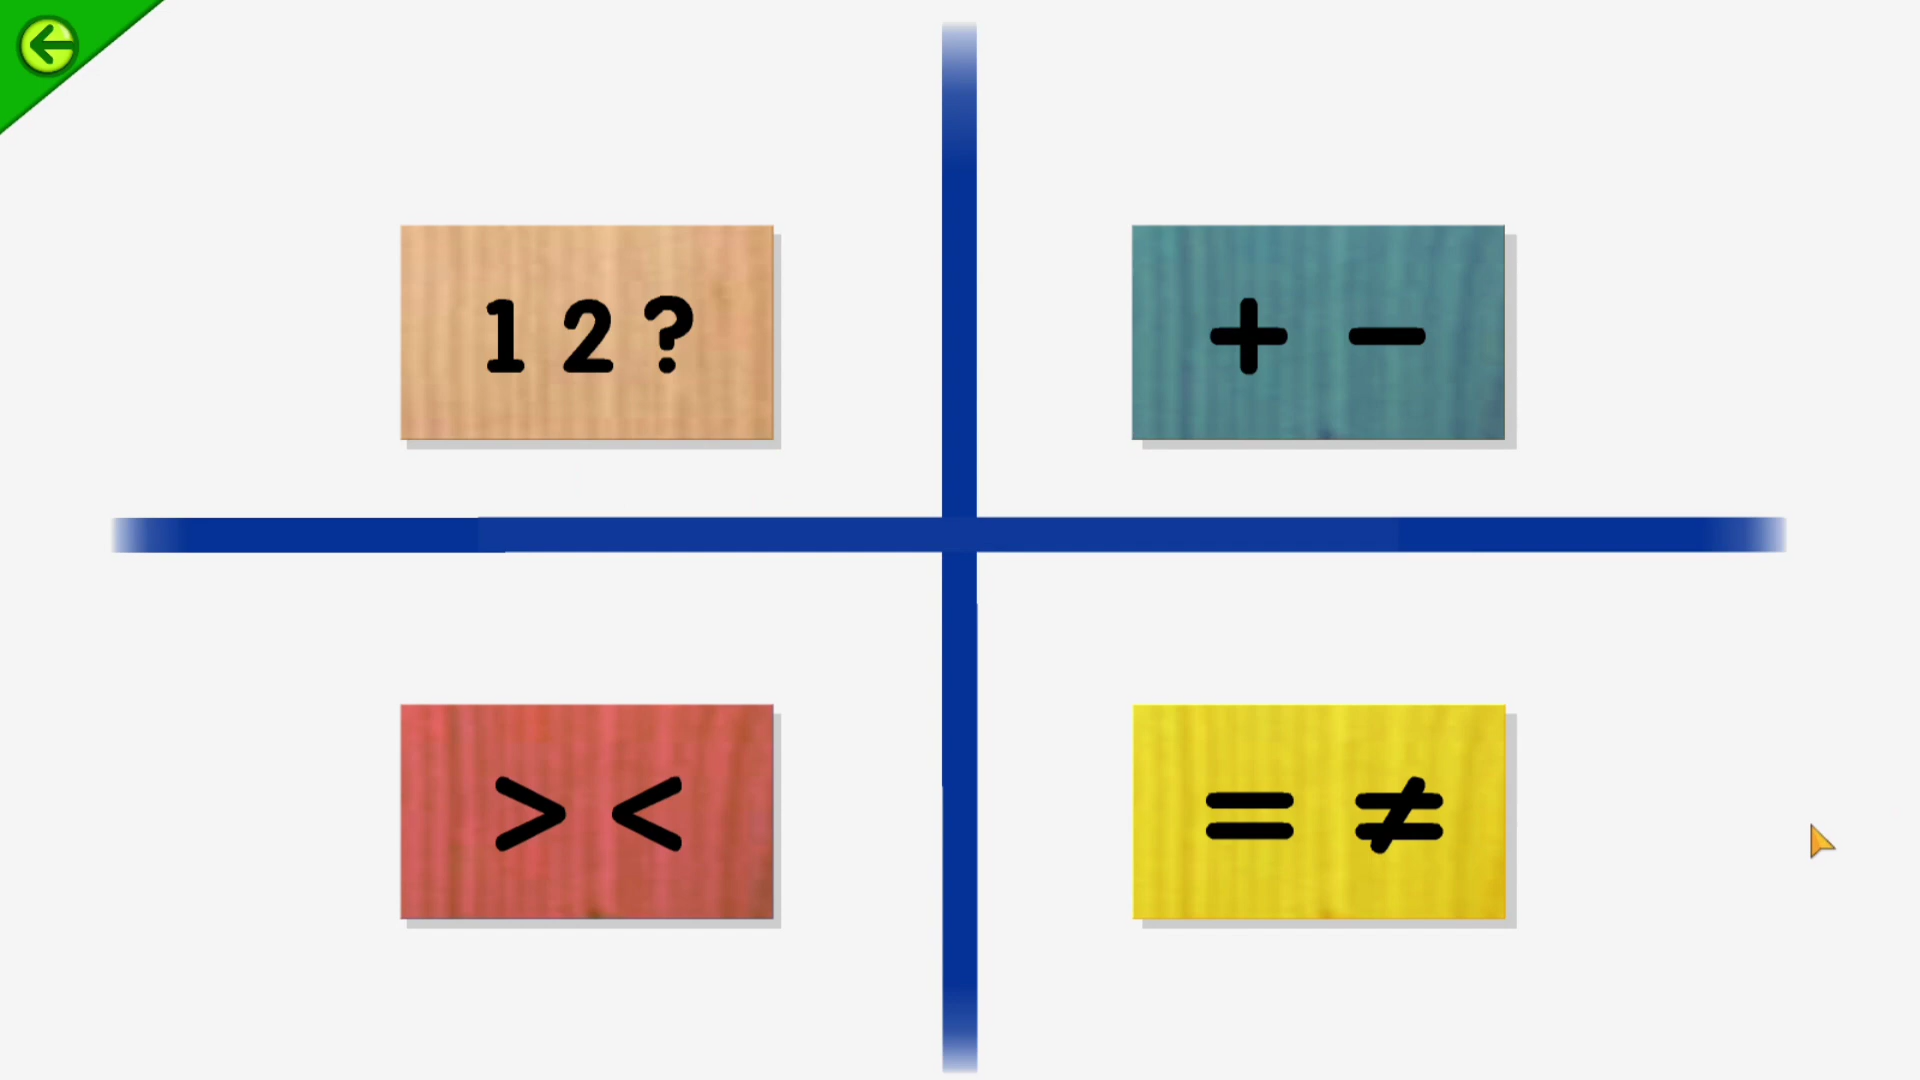 1 2 ?
+ −
> <
= ≠